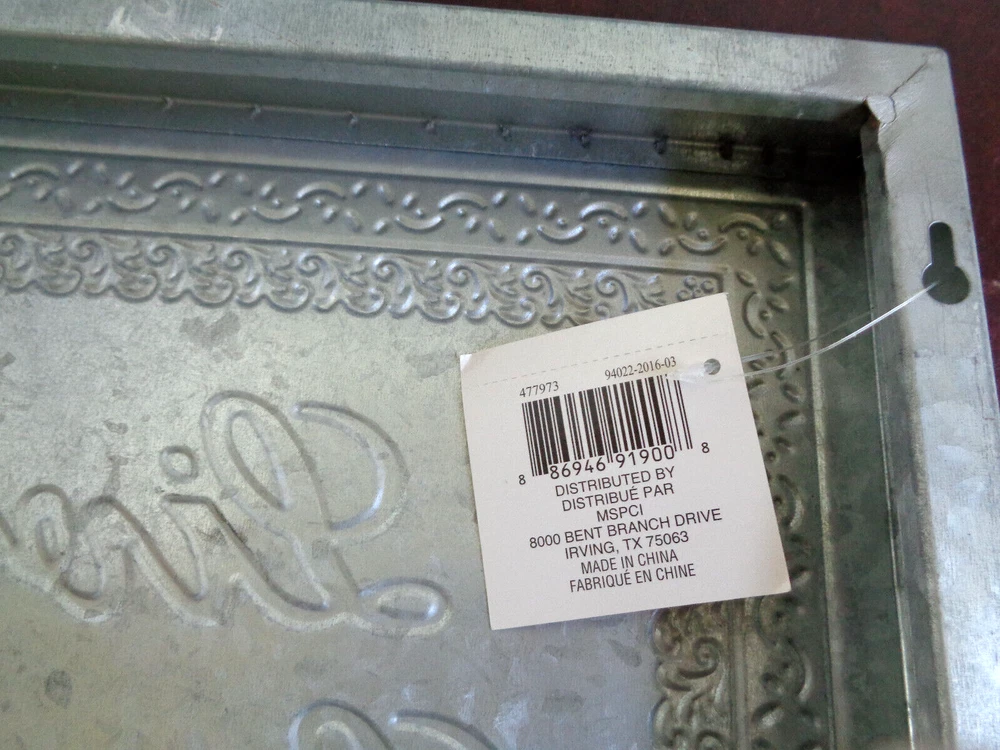 477973 94022-2016-03
8 86946 91900 8
DISTRIBUTED BY
DISTRIBUÉ PAR
MSPCI
8000 BENT BRANCH DRIVE
IRVING, TX 75063
MADE IN CHINA
FABRIQUÉ EN CHINE
Live